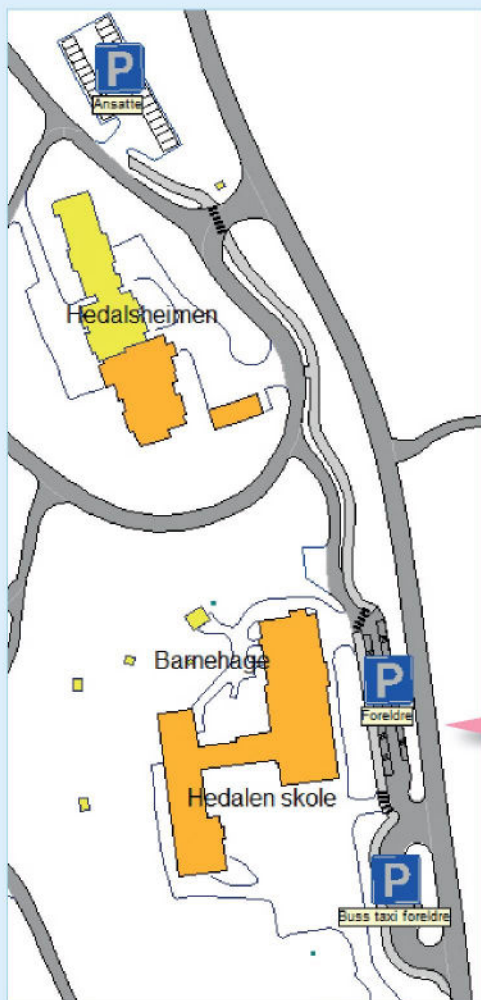 P
Ansatte
Hedalsheimen
Barnehage
P
Foreldre
Hedalen skole
P
Buss taxi foreldre